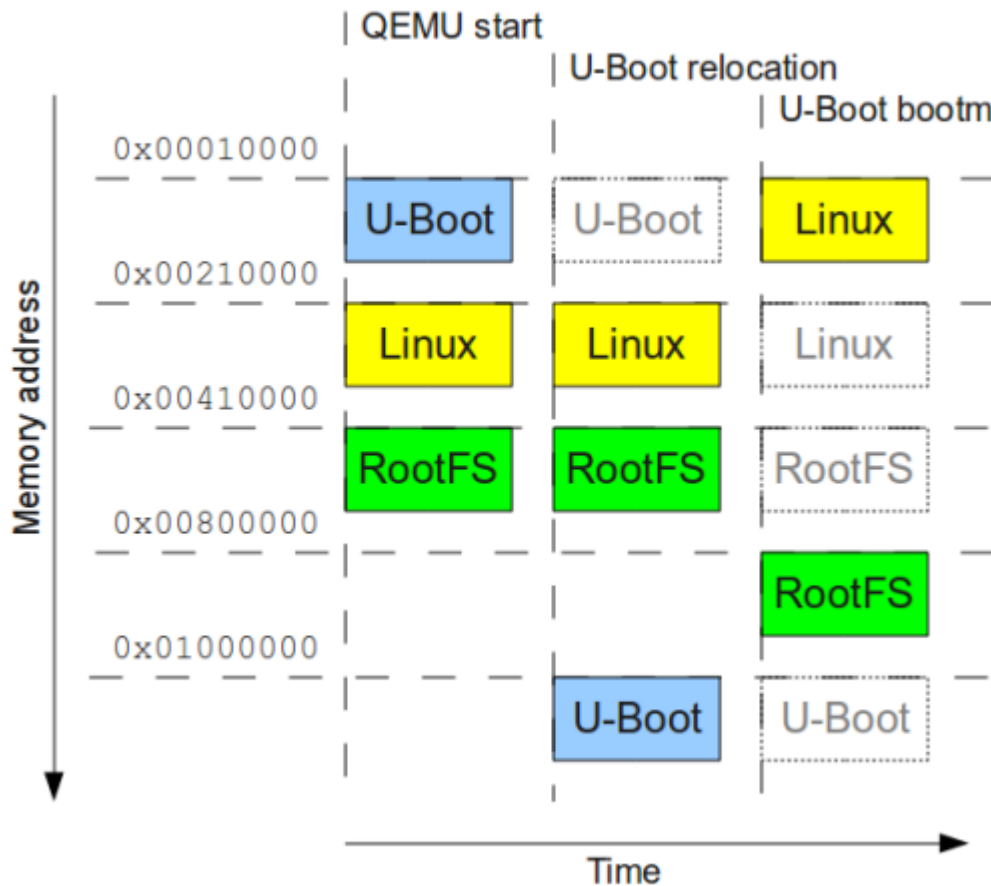 QEMU start
U-Boot relocation
U-Boot bootm
0x00010000
U-Boot U-Boot Linux
0x00210000
Linux Linux Linux
0x00410000
RootFS RootFS RootFS
0x00800000
RootFS
0x01000000
U-Boot U-Boot
Memory address
Time